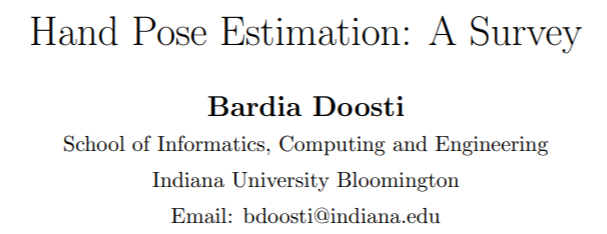 Hand Pose Estimation: A Survey
Bardia Doosti
School of Informatics, Computing and Engineering
Indiana University Bloomington
Email: bdoosti@indiana.edu